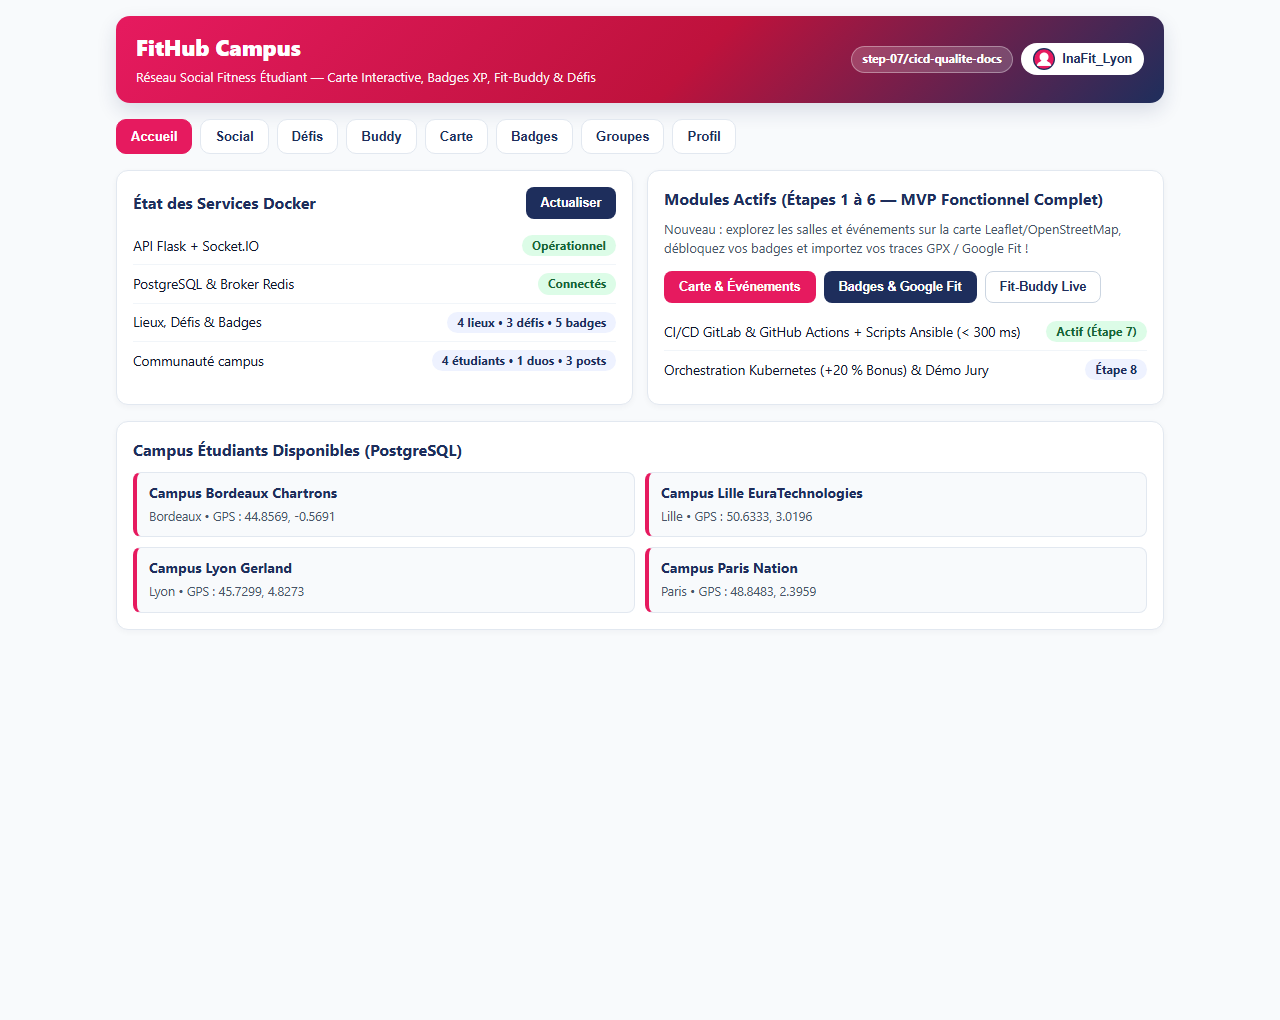 FitHub Campus
Réseau Social Fitness Étudiant — Carte Interactive, Badges XP, Fit-Buddy & Défis
step-07/cicd-qualite-docs
InaFit_Lyon
Accueil
Social
Défis
Buddy
Carte
Badges
Groupes
Profil
État des Services Docker
Actualiser
API Flask + Socket.IO
Opérationnel
PostgreSQL & Broker Redis
Connectés
Lieux, Défis & Badges
4 lieux • 3 défis • 5 badges
Communauté campus
4 étudiants • 1 duos • 3 posts
Modules Actifs (Étapes 1 à 6 — MVP Fonctionnel Complet)
Nouveau : explorez les salles et événements sur la carte Leaflet/OpenStreetMap,
débloquez vos badges et importez vos traces GPX / Google Fit !
Carte & Événements
Badges & Google Fit
Fit-Buddy Live
CI/CD GitLab & GitHub Actions + Scripts Ansible (< 300 ms)
Actif (Étape 7)
Orchestration Kubernetes (+20 % Bonus) & Démo Jury
Étape 8
Campus Étudiants Disponibles (PostgreSQL)
Campus Bordeaux Chartrons
Bordeaux • GPS : 44.8569, -0.5691
Campus Lille EuraTechnologies
Lille • GPS : 50.6333, 3.0196
Campus Lyon Gerland
Lyon • GPS : 45.7299, 4.8273
Campus Paris Nation
Paris • GPS : 48.8483, 2.3959